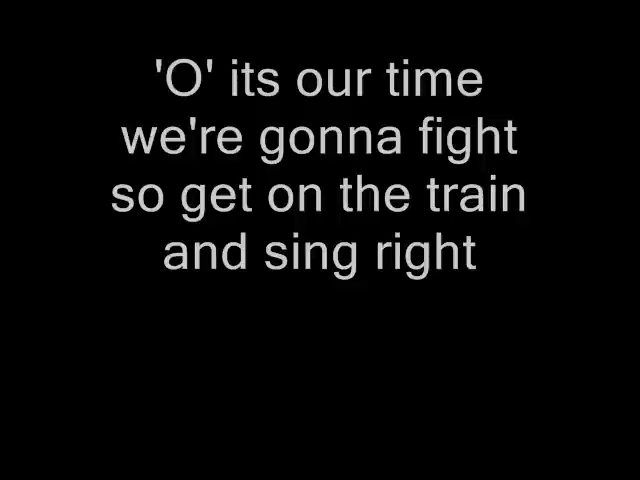 'O' its our time
we're gonna fight
so get on the train
and sing right